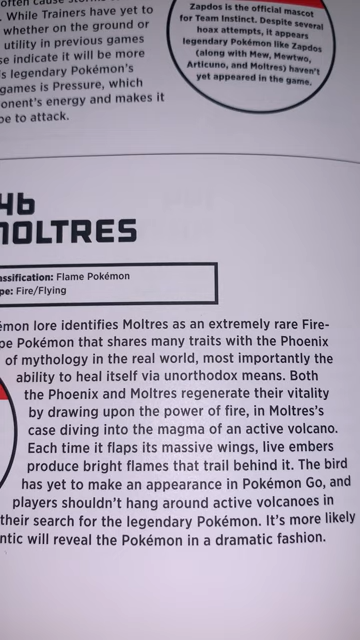 often cause
. While Trainers have yet to
whether on the ground or
utility in previous games
se indicate it will be more
s legendary Pokémon's
games is Pressure, which
onent's energy and makes it
be to attack.
Zapdos is the official mascot
for Team Instinct. Despite several
hoax attempts, it appears
legendary Pokémon like Zapdos
(along with Mew, Mewtwo,
Articuno, and Moltres) haven't
yet appeared in the game.
46
MOLTRES
assification: Flame Pokémon
pe: Fire/Flying
émon lore identifies Moltres as an extremely rare Fire-
pe Pokémon that shares many traits with the Phoenix
of mythology in the real world, most importantly the
ability to heal itself via unorthodox means. Both
the Phoenix and Moltres regenerate their vitality
by drawing upon the power of fire, in Moltres's
case diving into the magma of an active volcano.
Each time it flaps its massive wings, live embers
produce bright flames that trail behind it. The bird
has yet to make an appearance in Pokémon Go, and
players shouldn't hang around active volcanoes in
their search for the legendary Pokémon. It's more likely
ntic will reveal the Pokémon in a dramatic fashion.